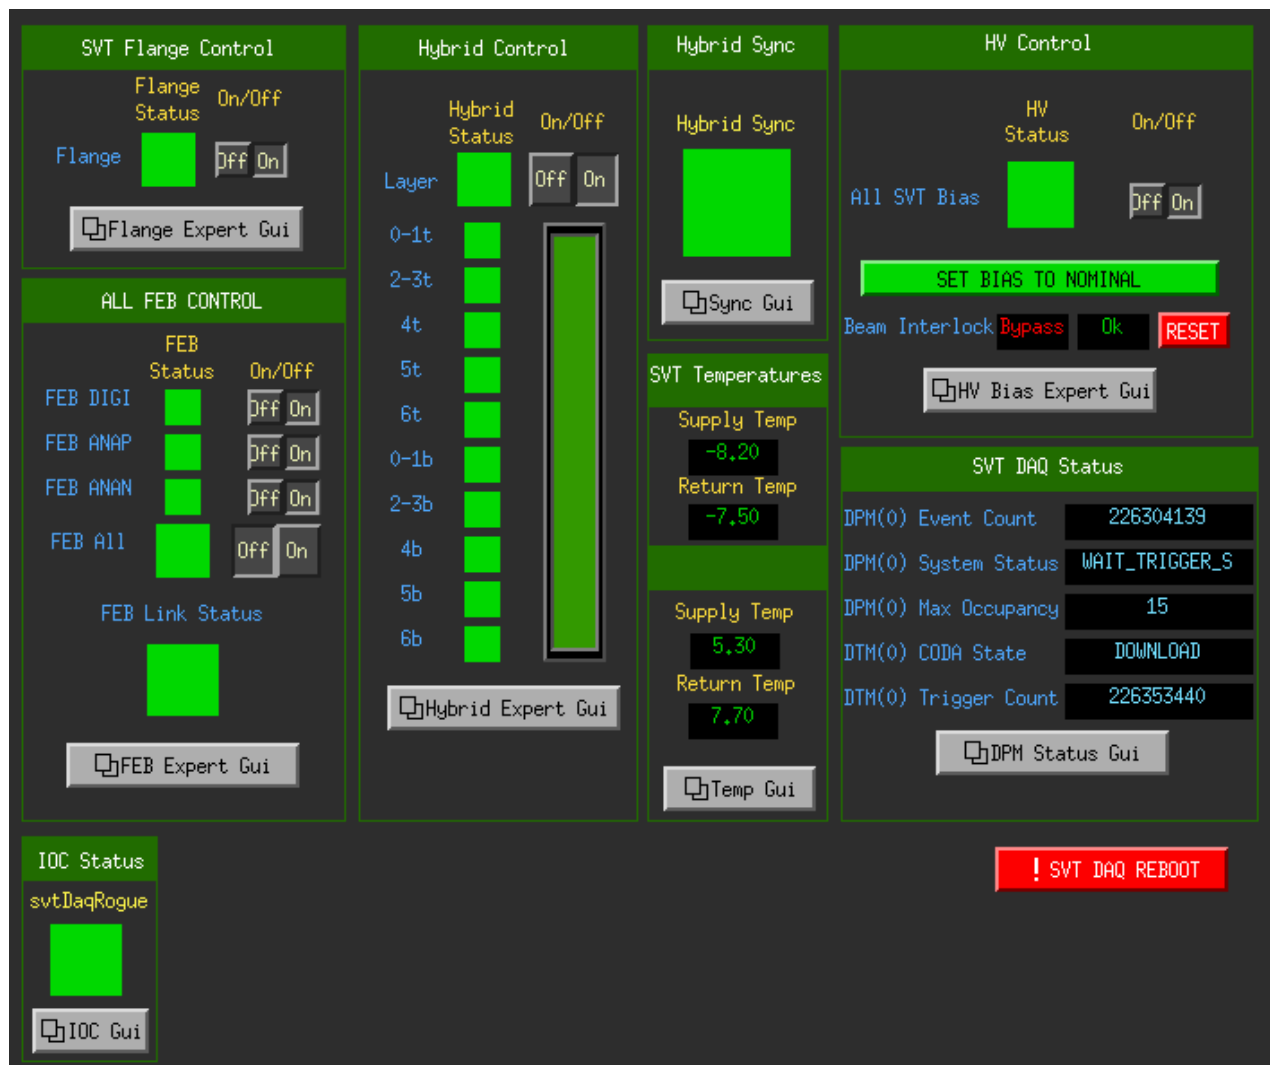 SVT Flange Control
Flange
Status
On/Off
Flange
Off On
Flange Expert Gui
ALL FEB CONTROL
FEB
Status
On/Off
FEB DIGI
Off On
FEB ANAP
Off On
FEB ANAN
Off On
FEB All
Off On
FEB Link Status
FEB Expert Gui
Hybrid Control
Hybrid
Status
On/Off
Layer
Off On
0-1t
2-3t
4t
5t
6t
0-1b
2-3b
4b
5b
6b
Hybrid Expert Gui
Hybrid Sync
Hybrid Sync
Sync Gui
SVT Temperatures
Supply Temp
-8.20
Return Temp
-7.50
Supply Temp
5.30
Return Temp
7.70
Temp Gui
HV Control
HV
Status
On/Off
All SVT Bias
Off On
SET BIAS TO NOMINAL
Beam Interlock Bypass Ok RESET
HV Bias Expert Gui
SVT DAQ Status
DPM(0) Event Count 226304139
DPM(0) System Status WAIT_TRIGGER_S
DPM(0) Max Occupancy 15
DTM(0) CODA State DOWNLOAD
DTM(0) Trigger Count 226353440
DPM Status Gui
IOC Status
svtDaqRogue
IOC Gui
! SVT DAQ REBOOT